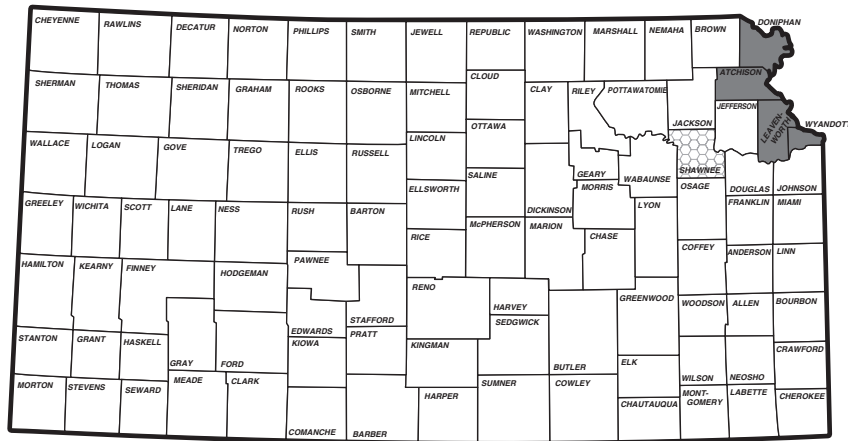 CHEYENNE RAWLINS DECATUR NORTON PHILLIPS SMITH JEWELL REPUBLIC WASHINGTON MARSHALL NEMAHA BROWN DONIPHAN
CLOUD ATCHISON
SHERMAN THOMAS SHERIDAN GRAHAM ROOKS OSBORNE MITCHELL CLAY RILEY POTTAWATOMIE
JEFFERSON
JACKSON LEAVEN-
WORTH WYANDOTT
OTTAWA
LINCOLN
WALLACE LOGAN GOVE TREGO ELLIS RUSSELL
SALINE GEARY SHAWNEE
WABAUNSE
ELLSWORTH MORRIS OSAGE DOUGLAS JOHNSON
GREELEY WICHITA SCOTT LANE NESS RUSH BARTON DICKINSON LYON FRANKLIN MIAMI
McPHERSON MARION
RICE CHASE
COFFEY ANDERSON LINN
HAMILTON KEARNY FINNEY HODGEMAN PAWNEE
RENO GREENWOOD
HARVEY WOODSON ALLEN BOURBON
STAFFORD SEDGWICK
STANTON GRANT HASKELL EDWARDS PRATT
KIOWA KINGMAN CRAWFORD
GRAY FORD BUTLER ELK
MORTON STEVENS SEWARD MEADE CLARK SUMNER COWLEY WILSON NEOSHO
HARPER MONT-
GOMERY LABETTE CHEROKEE
CHAUTAUQUA
COMANCHE BARBER